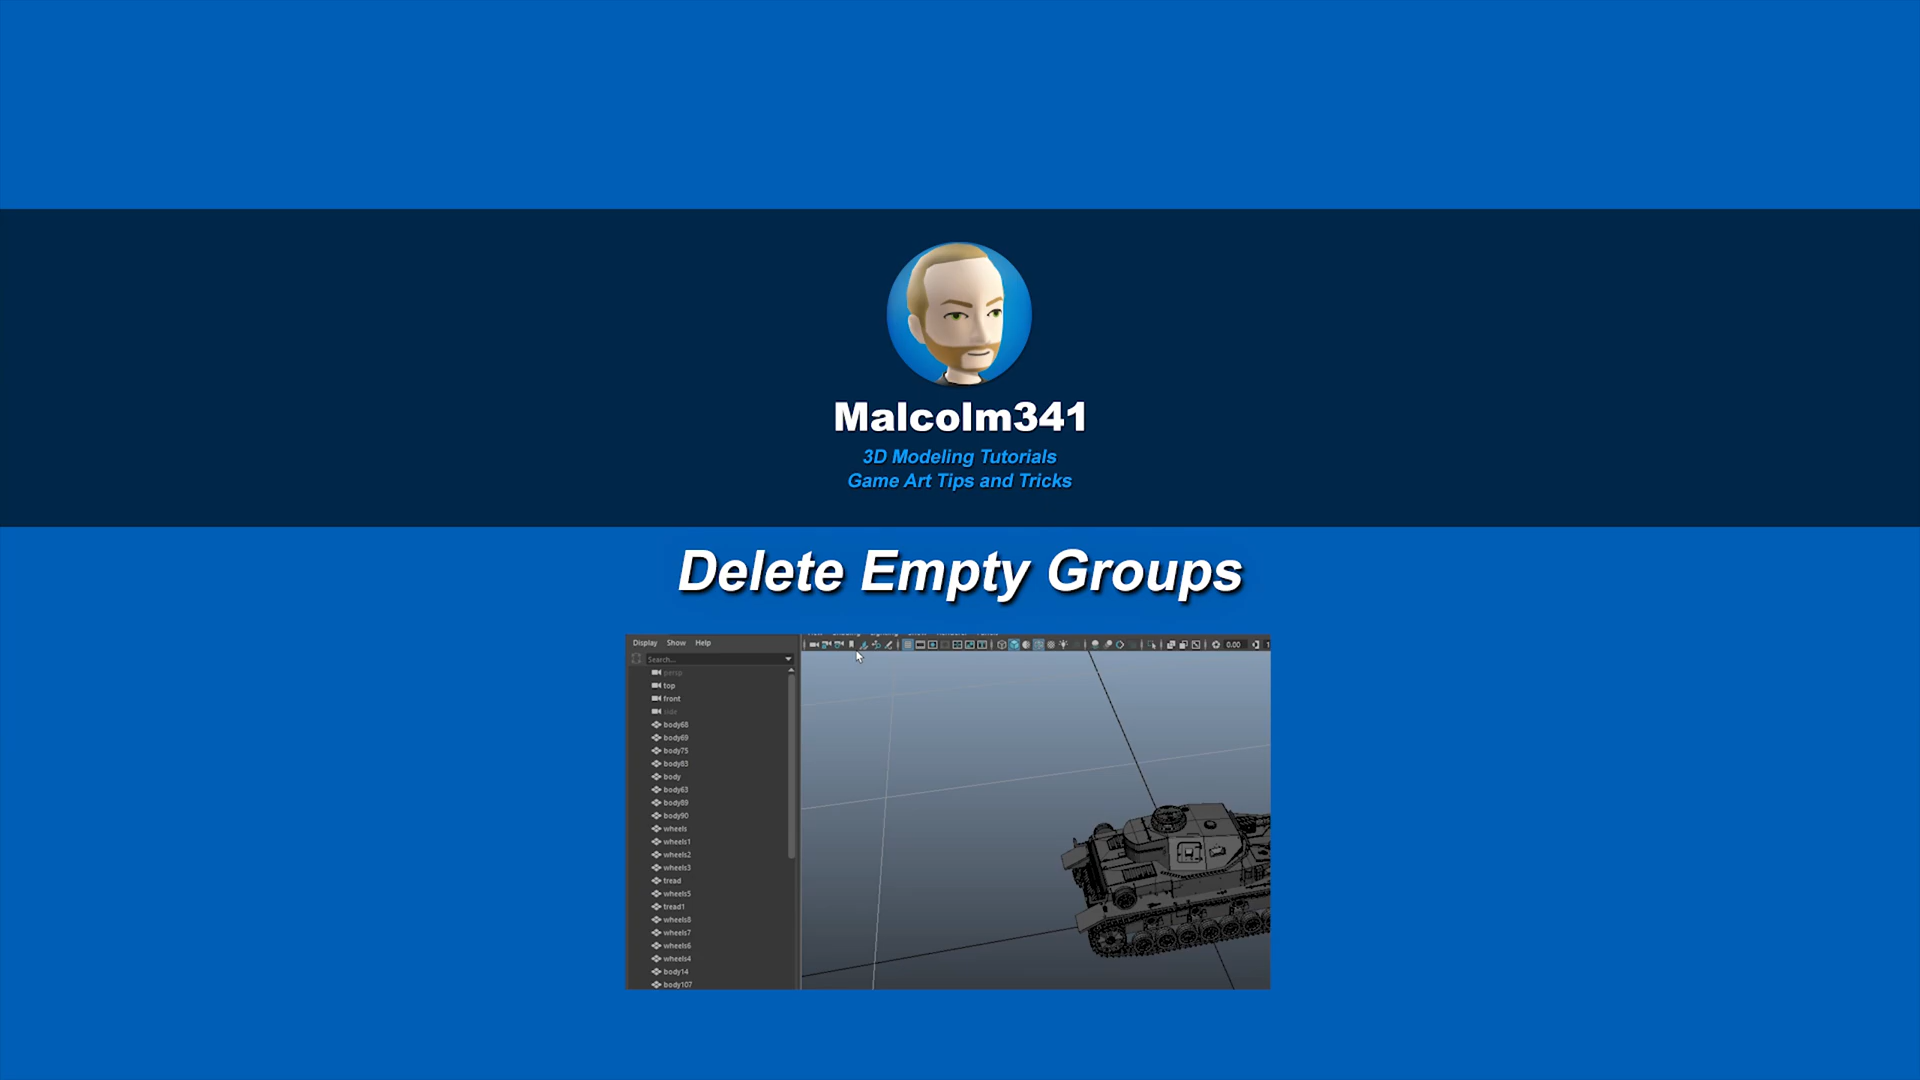 Malcolm341
3D Modeling Tutorials
Game Art Tips and Tricks
Delete Empty Groups
Display Show Help
Search...
persp
top
front
side
body68
body69
body75
body83
body
body63
body89
body90
wheels
wheels1
wheels2
wheels3
tread
wheels5
tread1
wheels8
wheels7
wheels6
wheels4
body14
body107
0.00